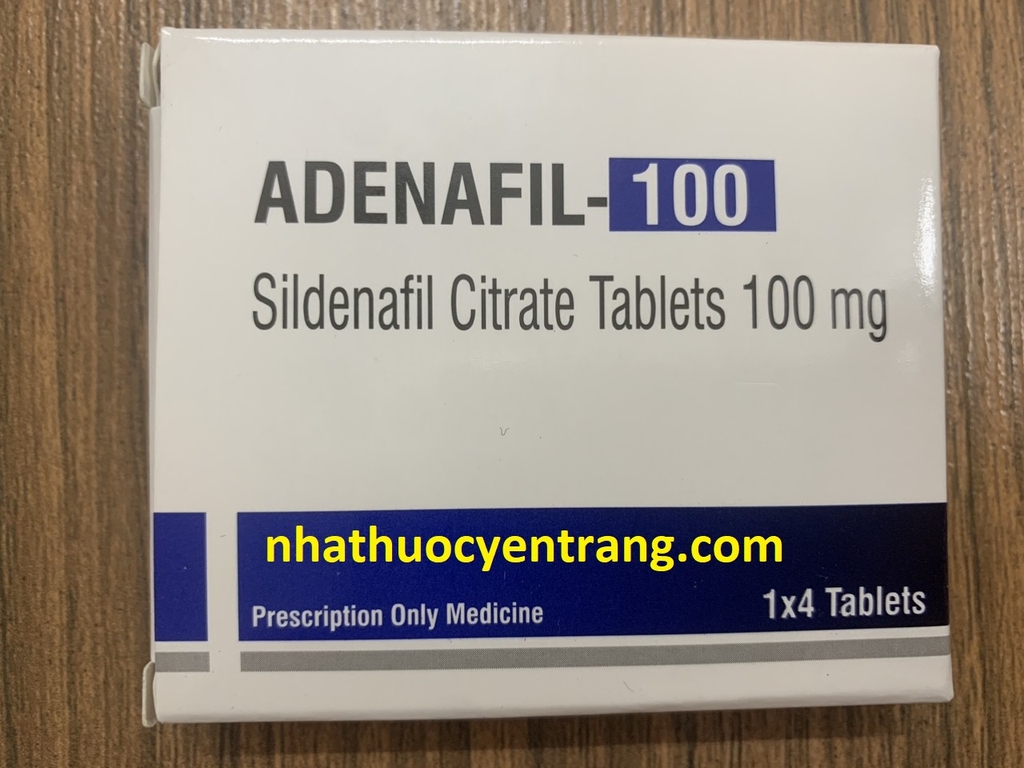 ADENAFIL-100
Sildenafil Citrate Tablets 100 mg
nhathuocyentrang.com
Prescription Only Medicine 1x4 Tablets